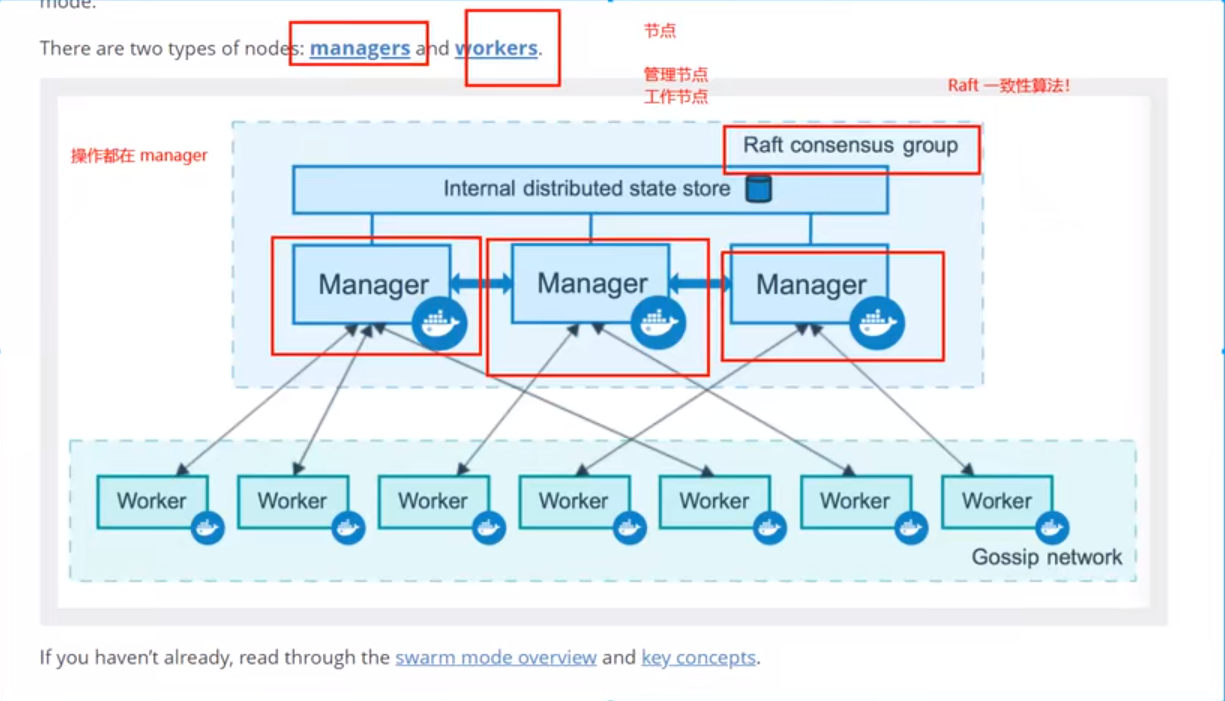 mode.
There are two types of nodes: managers and workers.
节点
管理节点
工作节点
Raft 一致性算法!
操作都在 manager
Raft consensus group
Internal distributed state store
Manager
Manager
Manager
Worker
Worker
Worker
Worker
Worker
Worker
Worker
Gossip network
If you haven't already, read through the swarm mode overview and key concepts.